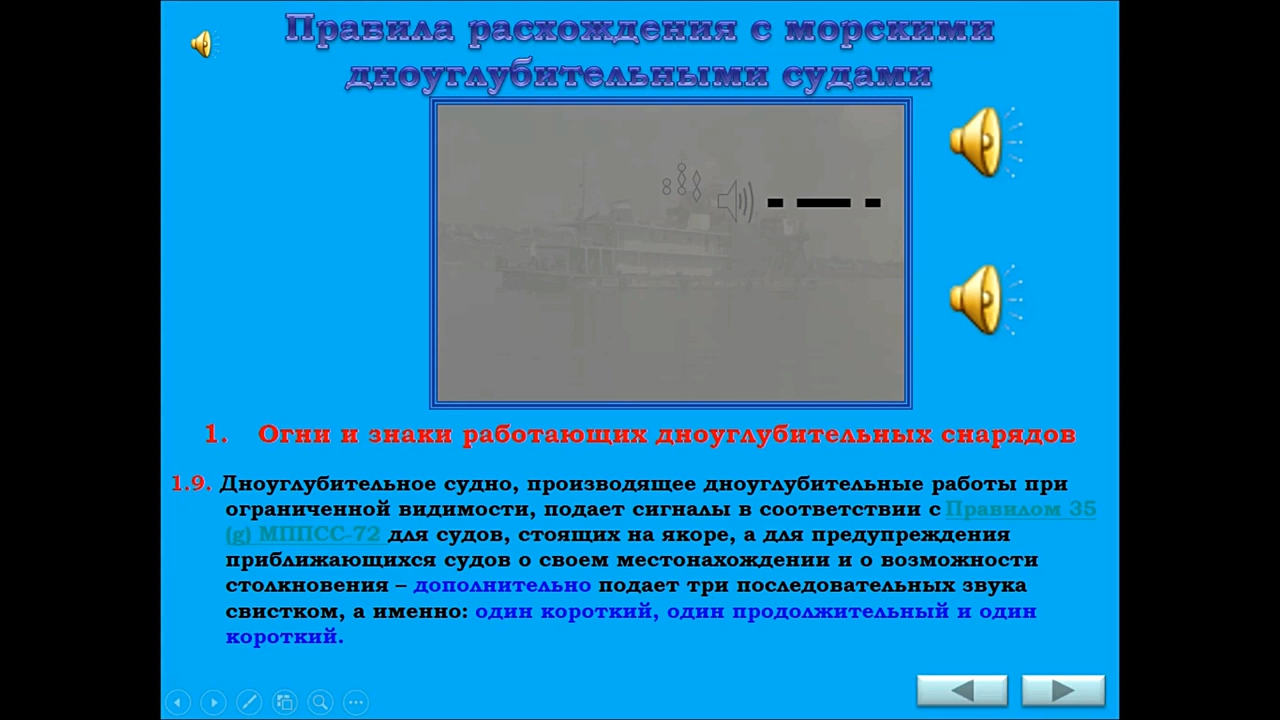 Правила расхождения с морскими
дноуглубительными судами
1. Огни и знаки работающих дноуглубительных снарядов
1.9. Дноуглубительное судно, производящее дноуглубительные работы при
ограниченной видимости, подает сигналы в соответствии с Правилом 35
(g) МППСС-72 для судов, стоящих на якоре, а для предупреждения
приближающихся судов о своем местонахождении и о возможности
столкновения – дополнительно подает три последовательных звука
свистком, а именно: один короткий, один продолжительный и один
короткий.